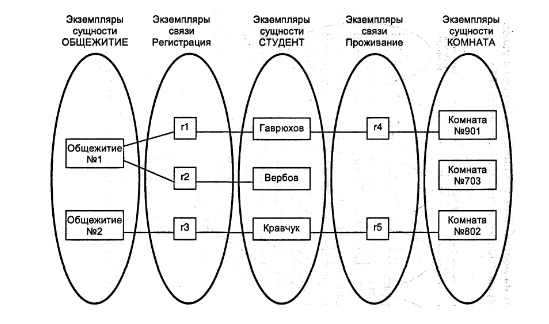 Экземпляры
сущности
ОБЩЕЖИТИЕ
Экземпляры
связи
Регистрация
Экземпляры
сущности
СТУДЕНТ
Экземпляры
связи
Проживание
Экземпляры
сущности
КОМНАТА
r1
Гаврюхов
r4
Комната
№901
Общежитие
№1
r2
Вербов
Комната
№703
Общежитие
№2
r3
Кравчук
r5
Комната
№802